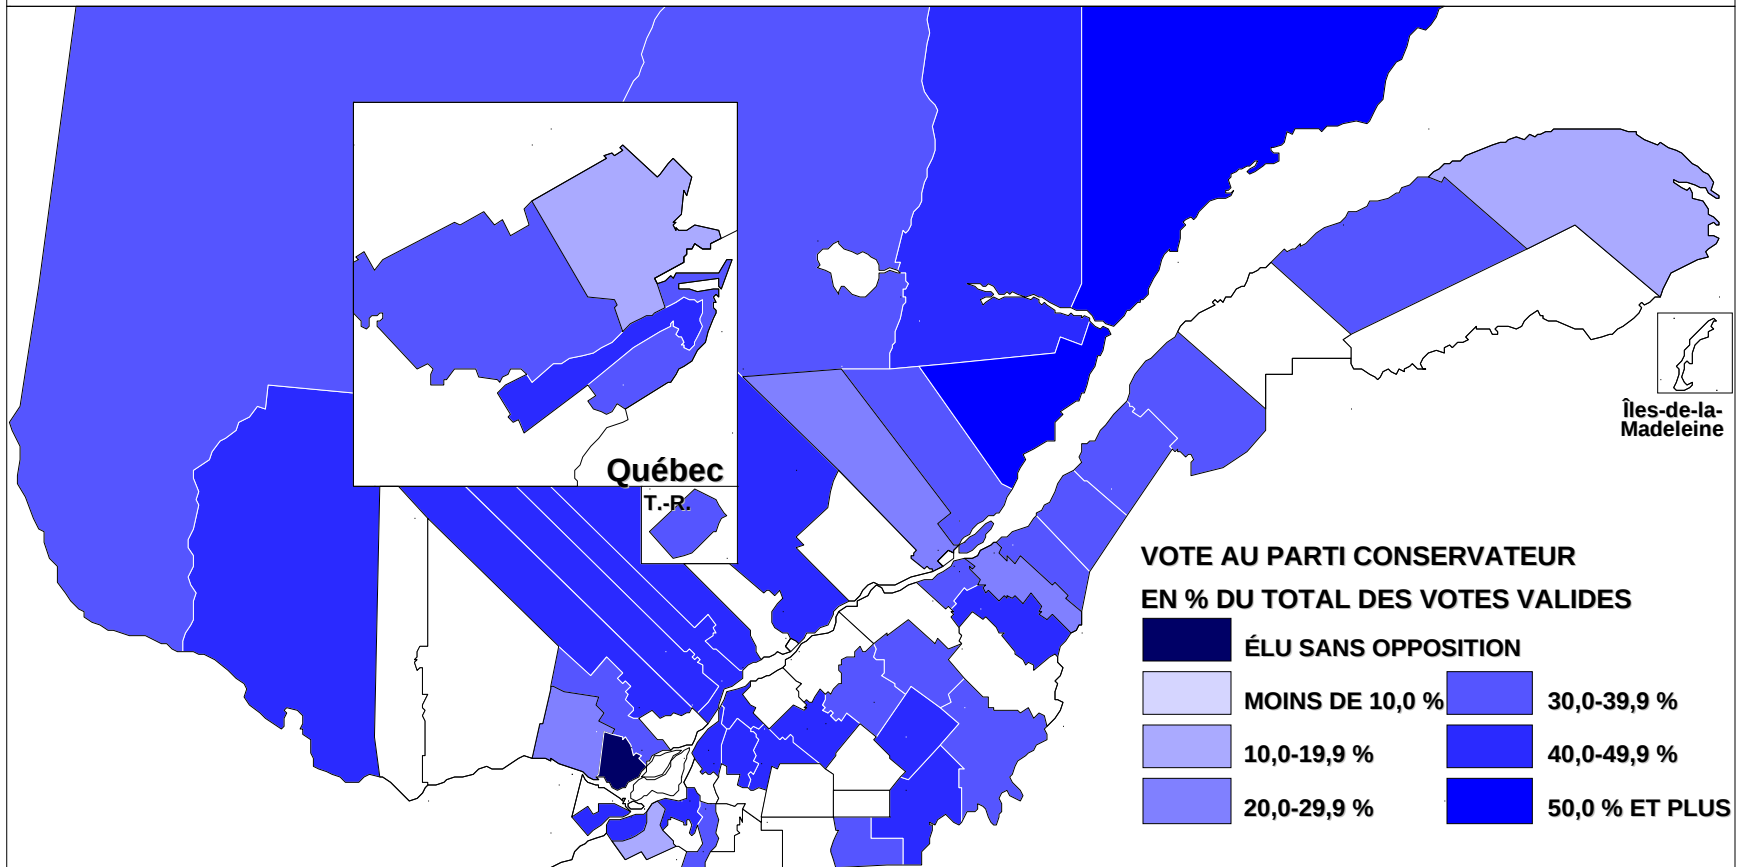 Québec
T.-R.
Îles-de-la-
Madeleine
VOTE AU PARTI CONSERVATEUR
EN % DU TOTAL DES VOTES VALIDES
ÉLU SANS OPPOSITION
MOINS DE 10,0 %
10,0-19,9 %
20,0-29,9 %
30,0-39,9 %
40,0-49,9 %
50,0 % ET PLUS